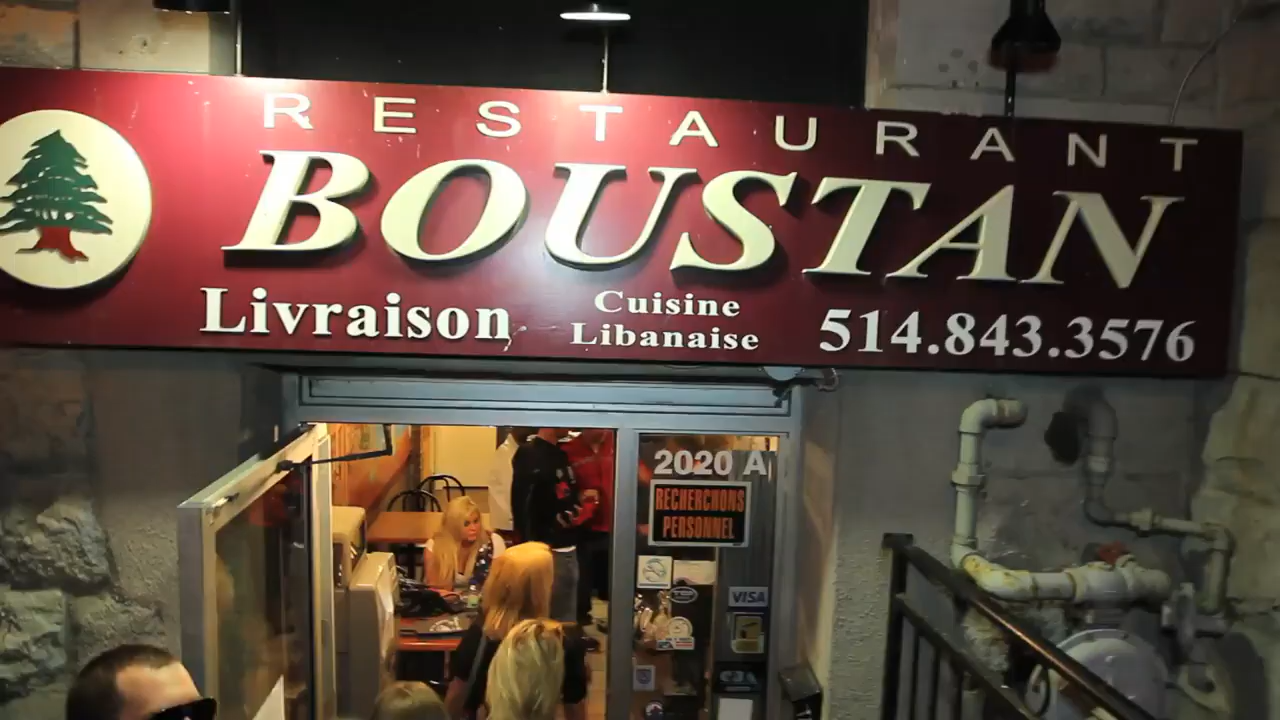 RESTAURANT
BOUSTAN
Livraison
Cuisine
Libanaise
514.843.3576
2020 A
RECHERCHONS
PERSONNEL
VISA